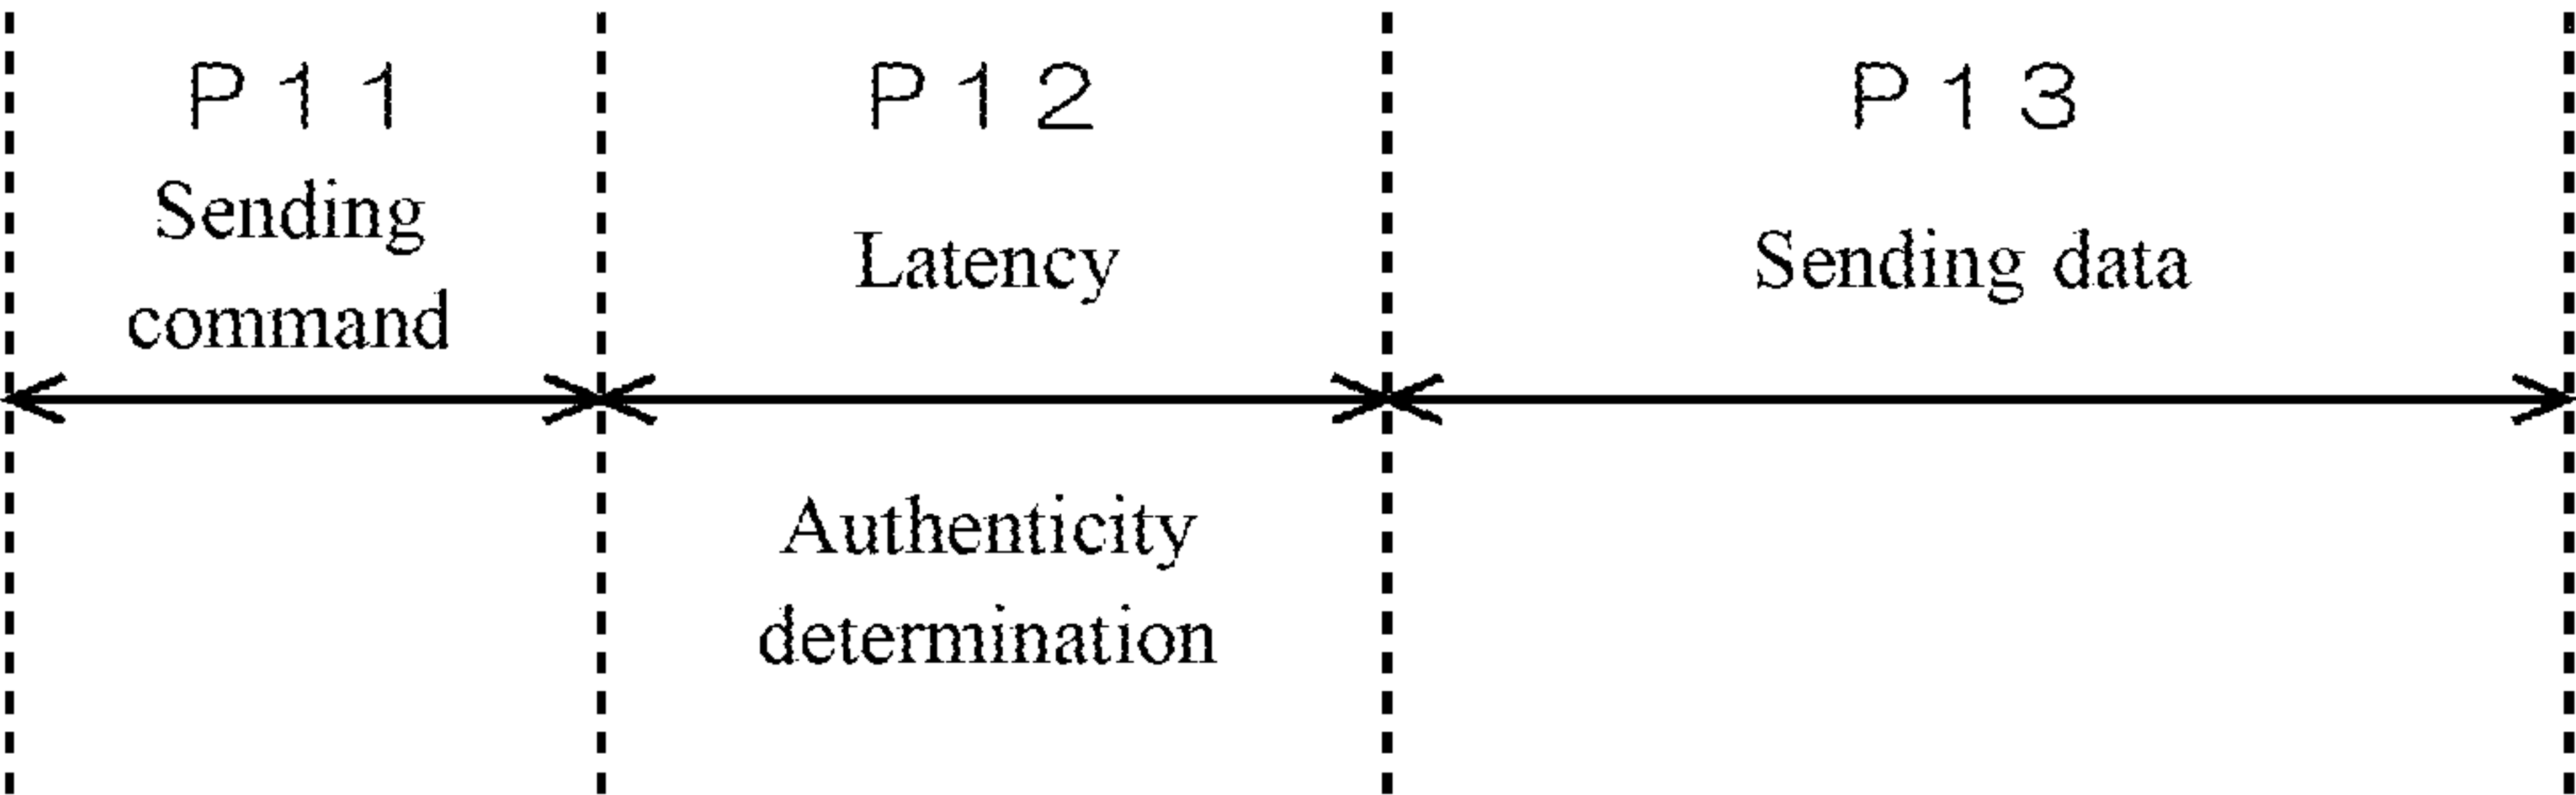 P11
Sending
command
P12
Latency
P13
Sending data
Authenticity
determination